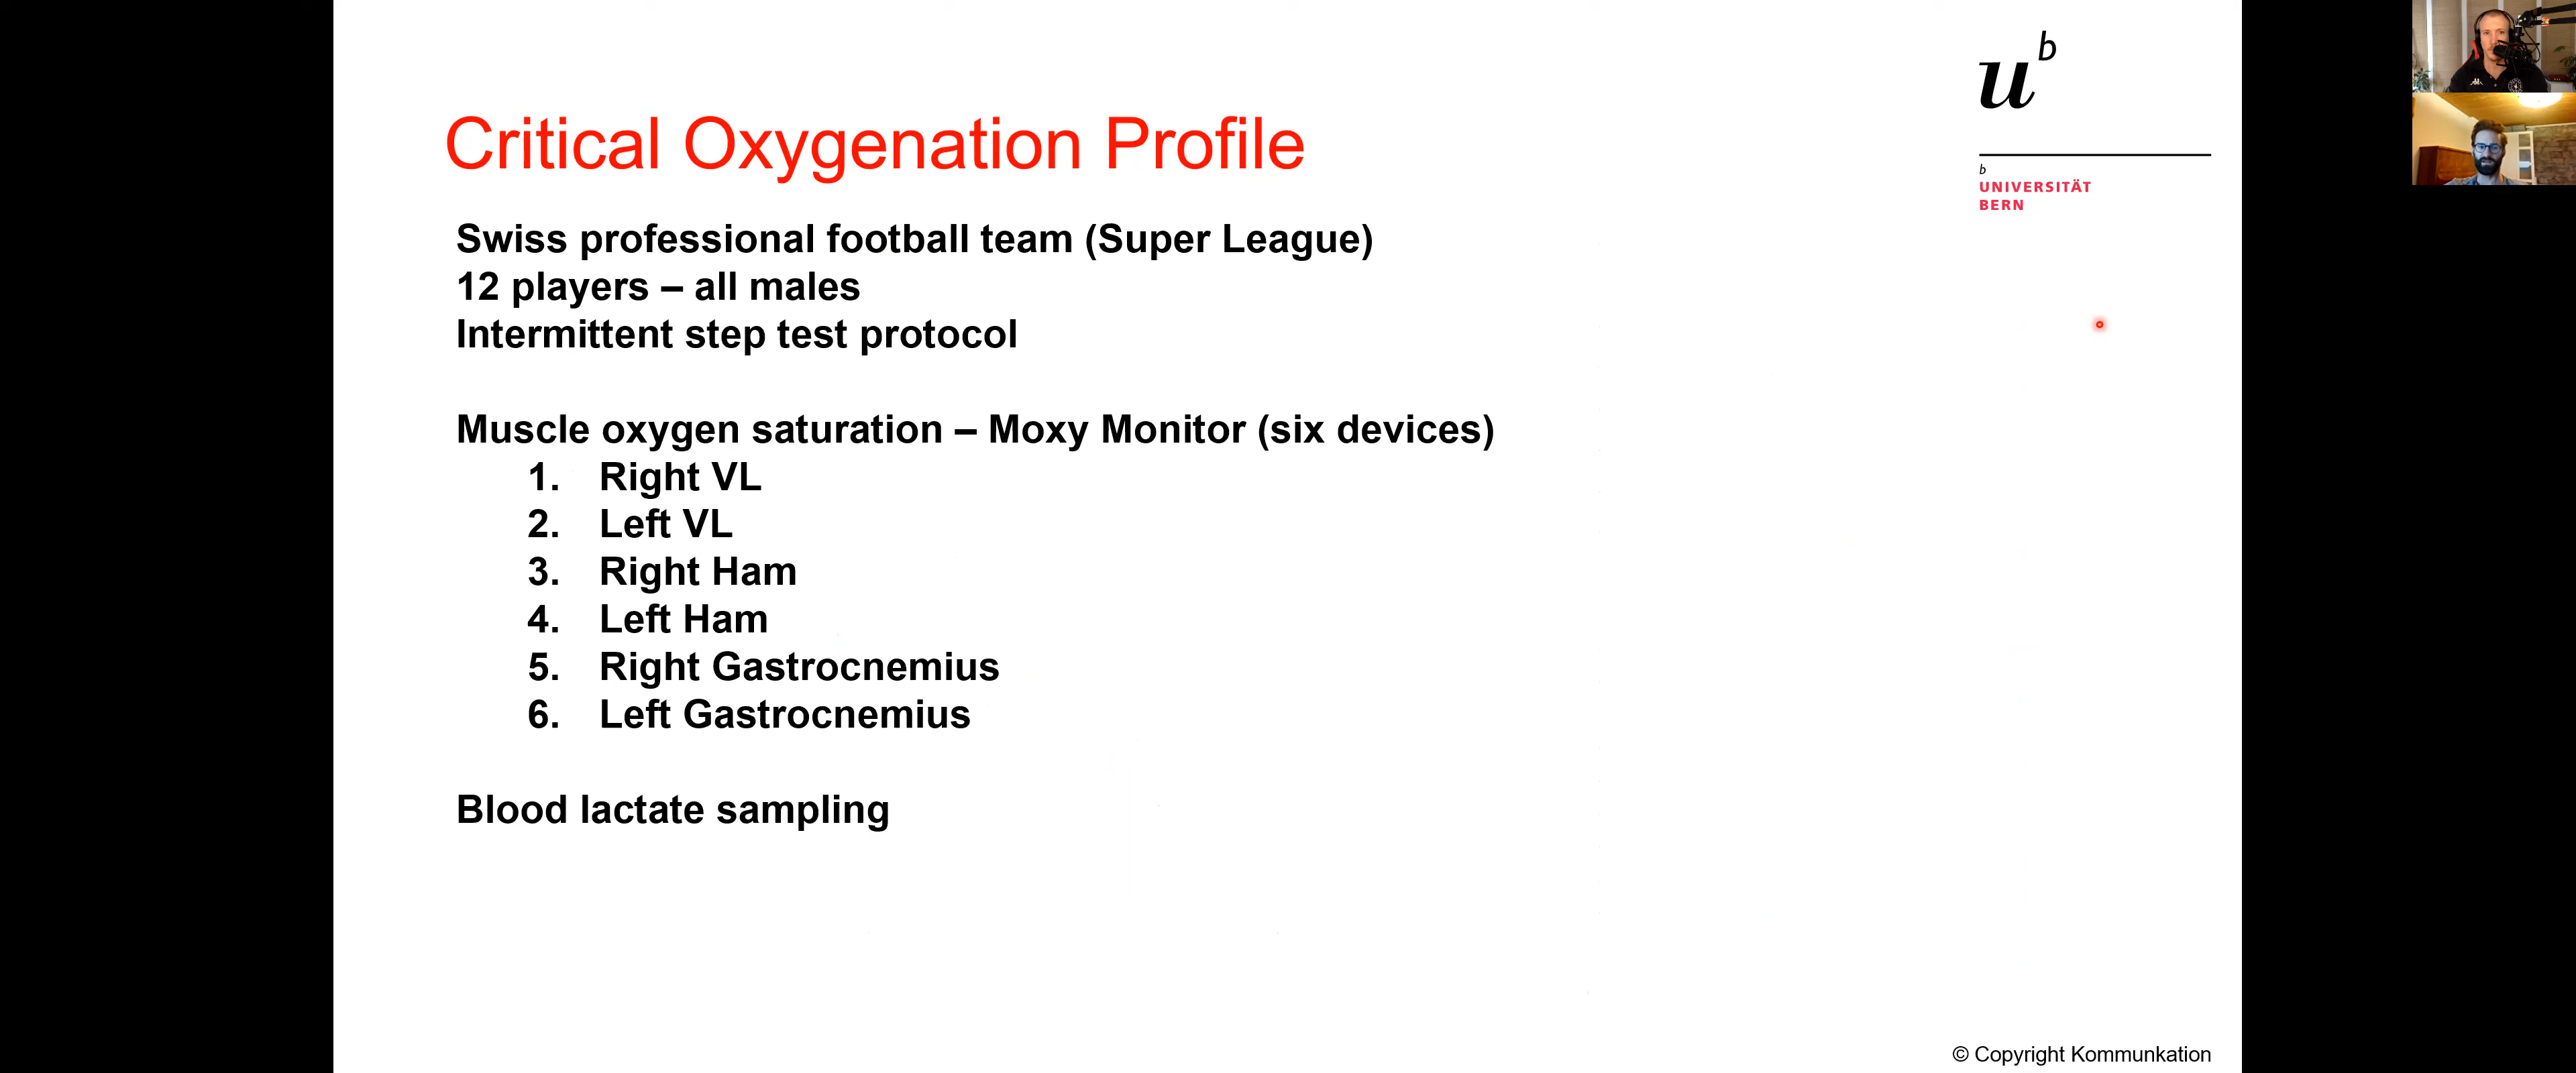 u b
b
UNIVERSITÄT
BERN
Critical Oxygenation Profile
Swiss professional football team (Super League)
12 players – all males
Intermittent step test protocol
Muscle oxygen saturation – Moxy Monitor (six devices)
1. Right VL
2. Left VL
3. Right Ham
4. Left Ham
5. Right Gastrocnemius
6. Left Gastrocnemius
Blood lactate sampling
© Copyright Kommunkation